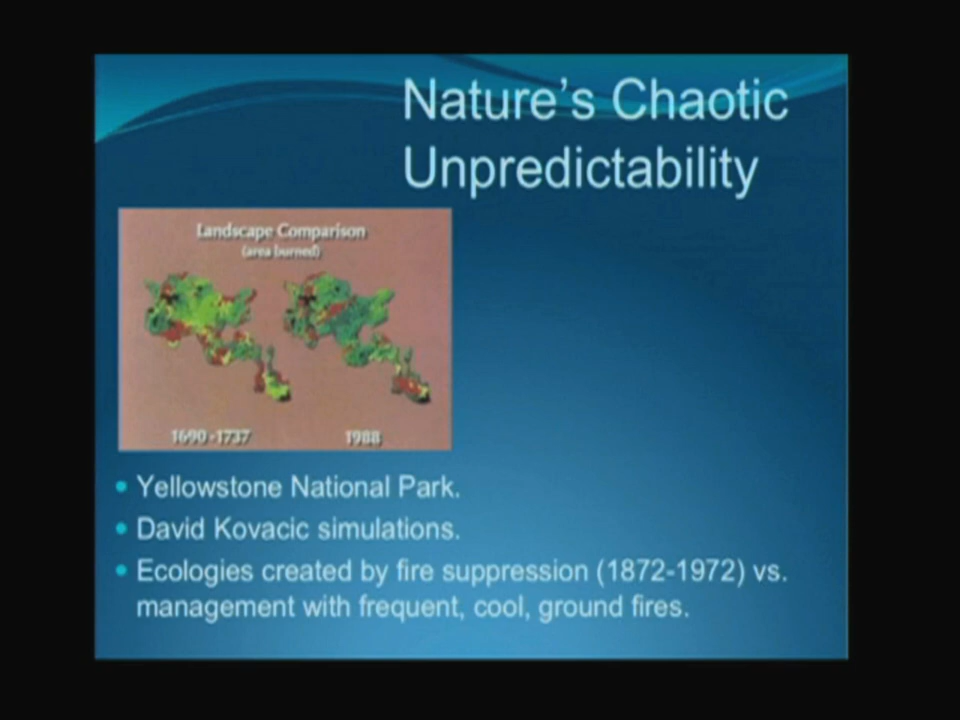 Nature's Chaotic
Unpredictability
Landscape Comparison
(area burned)
1690-1737
1988
• Yellowstone National Park.
• David Kovacic simulations.
• Ecologies created by fire suppression (1872-1972) vs.
management with frequent, cool, ground fires.